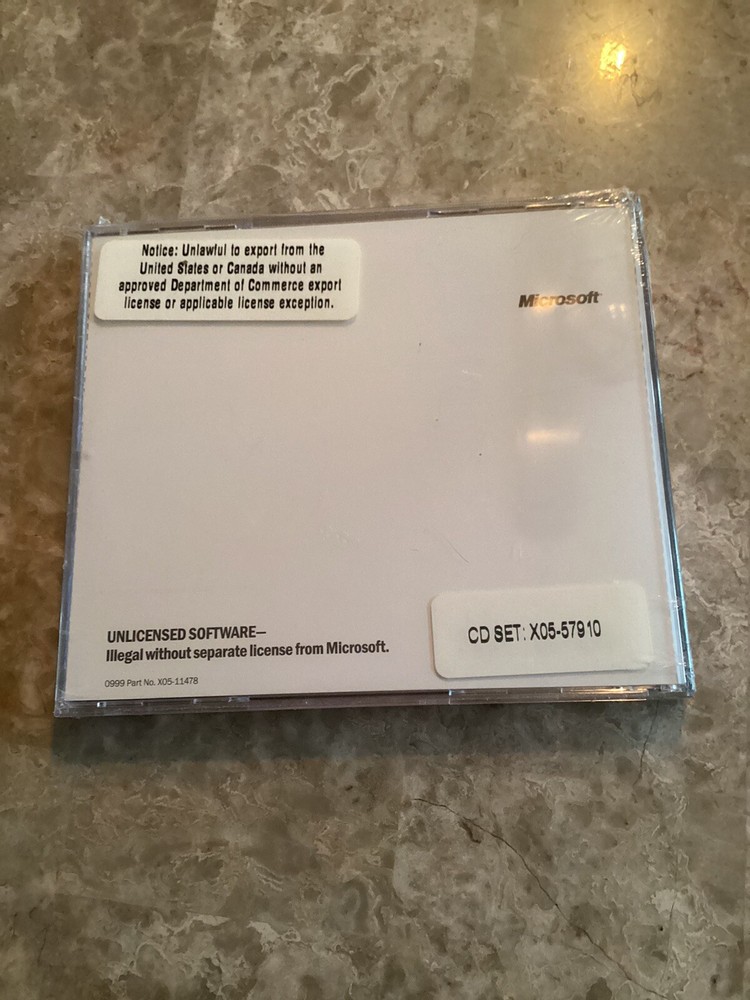 Notice: Unlawful to export from the
United States or Canada without an
approved Department of Commerce export
license or applicable license exception.
Microsoft
UNLICENSED SOFTWARE—
Illegal without separate license from Microsoft.
CD SET: X05-57910
0999 Part No. X05-11478